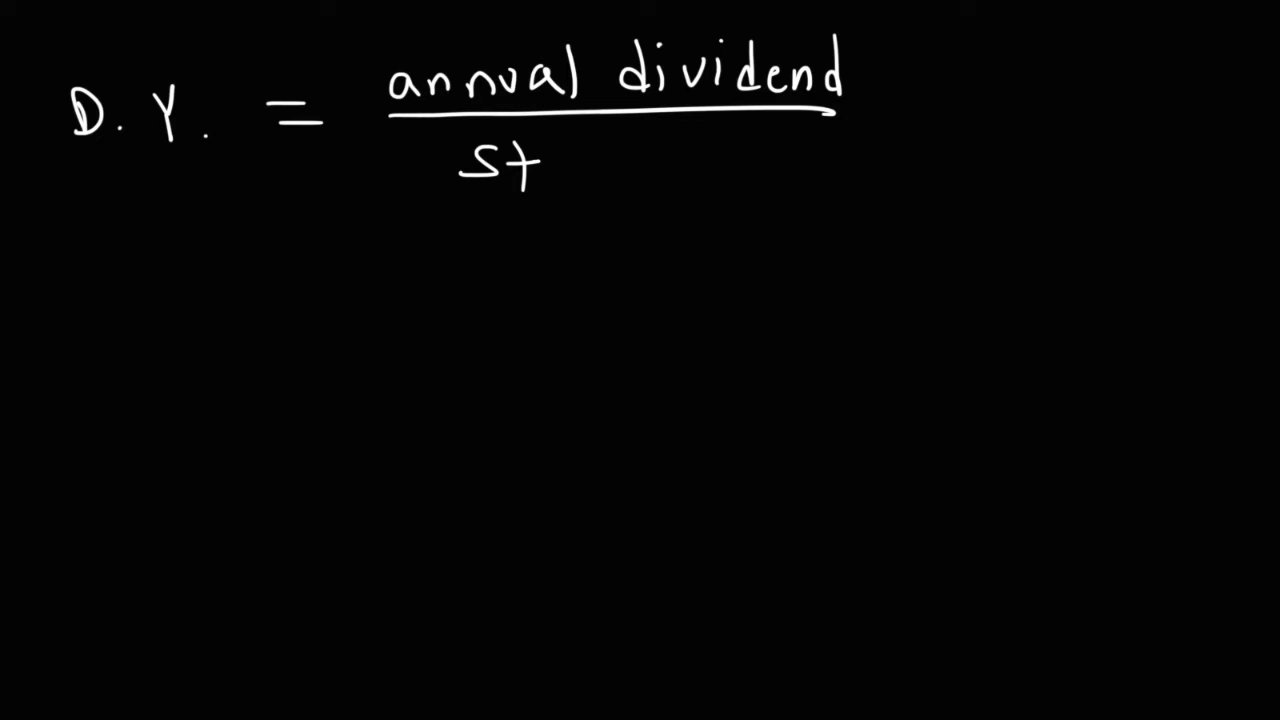 D. Y. = annual dividend
st